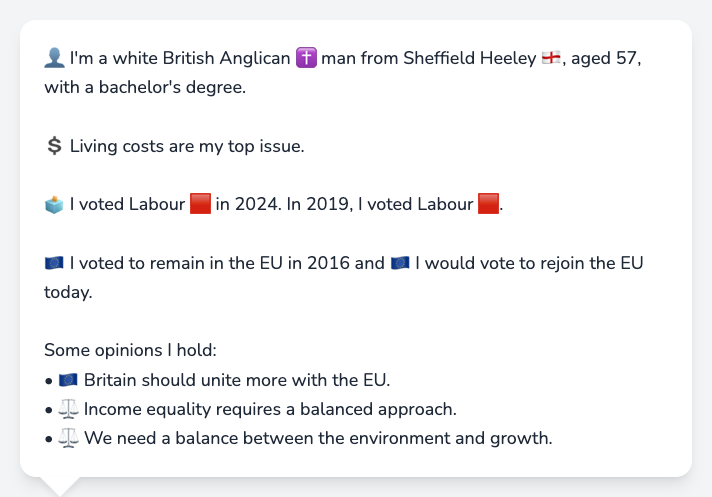 👤 I'm a white British Anglican ✝️ man from Sheffield Heeley 🏴󠁧󠁢󠁥󠁮󠁧󠁿, aged 57,
with a bachelor's degree.
💲 Living costs are my top issue.
🗳️ I voted Labour 🟥 in 2024. In 2019, I voted Labour 🟥.
🇪🇺 I voted to remain in the EU in 2016 and 🇪🇺 I would vote to rejoin the EU
today.
Some opinions I hold:
• 🇪🇺 Britain should unite more with the EU.
• ⚖️ Income equality requires a balanced approach.
• ⚖️ We need a balance between the environment and growth.